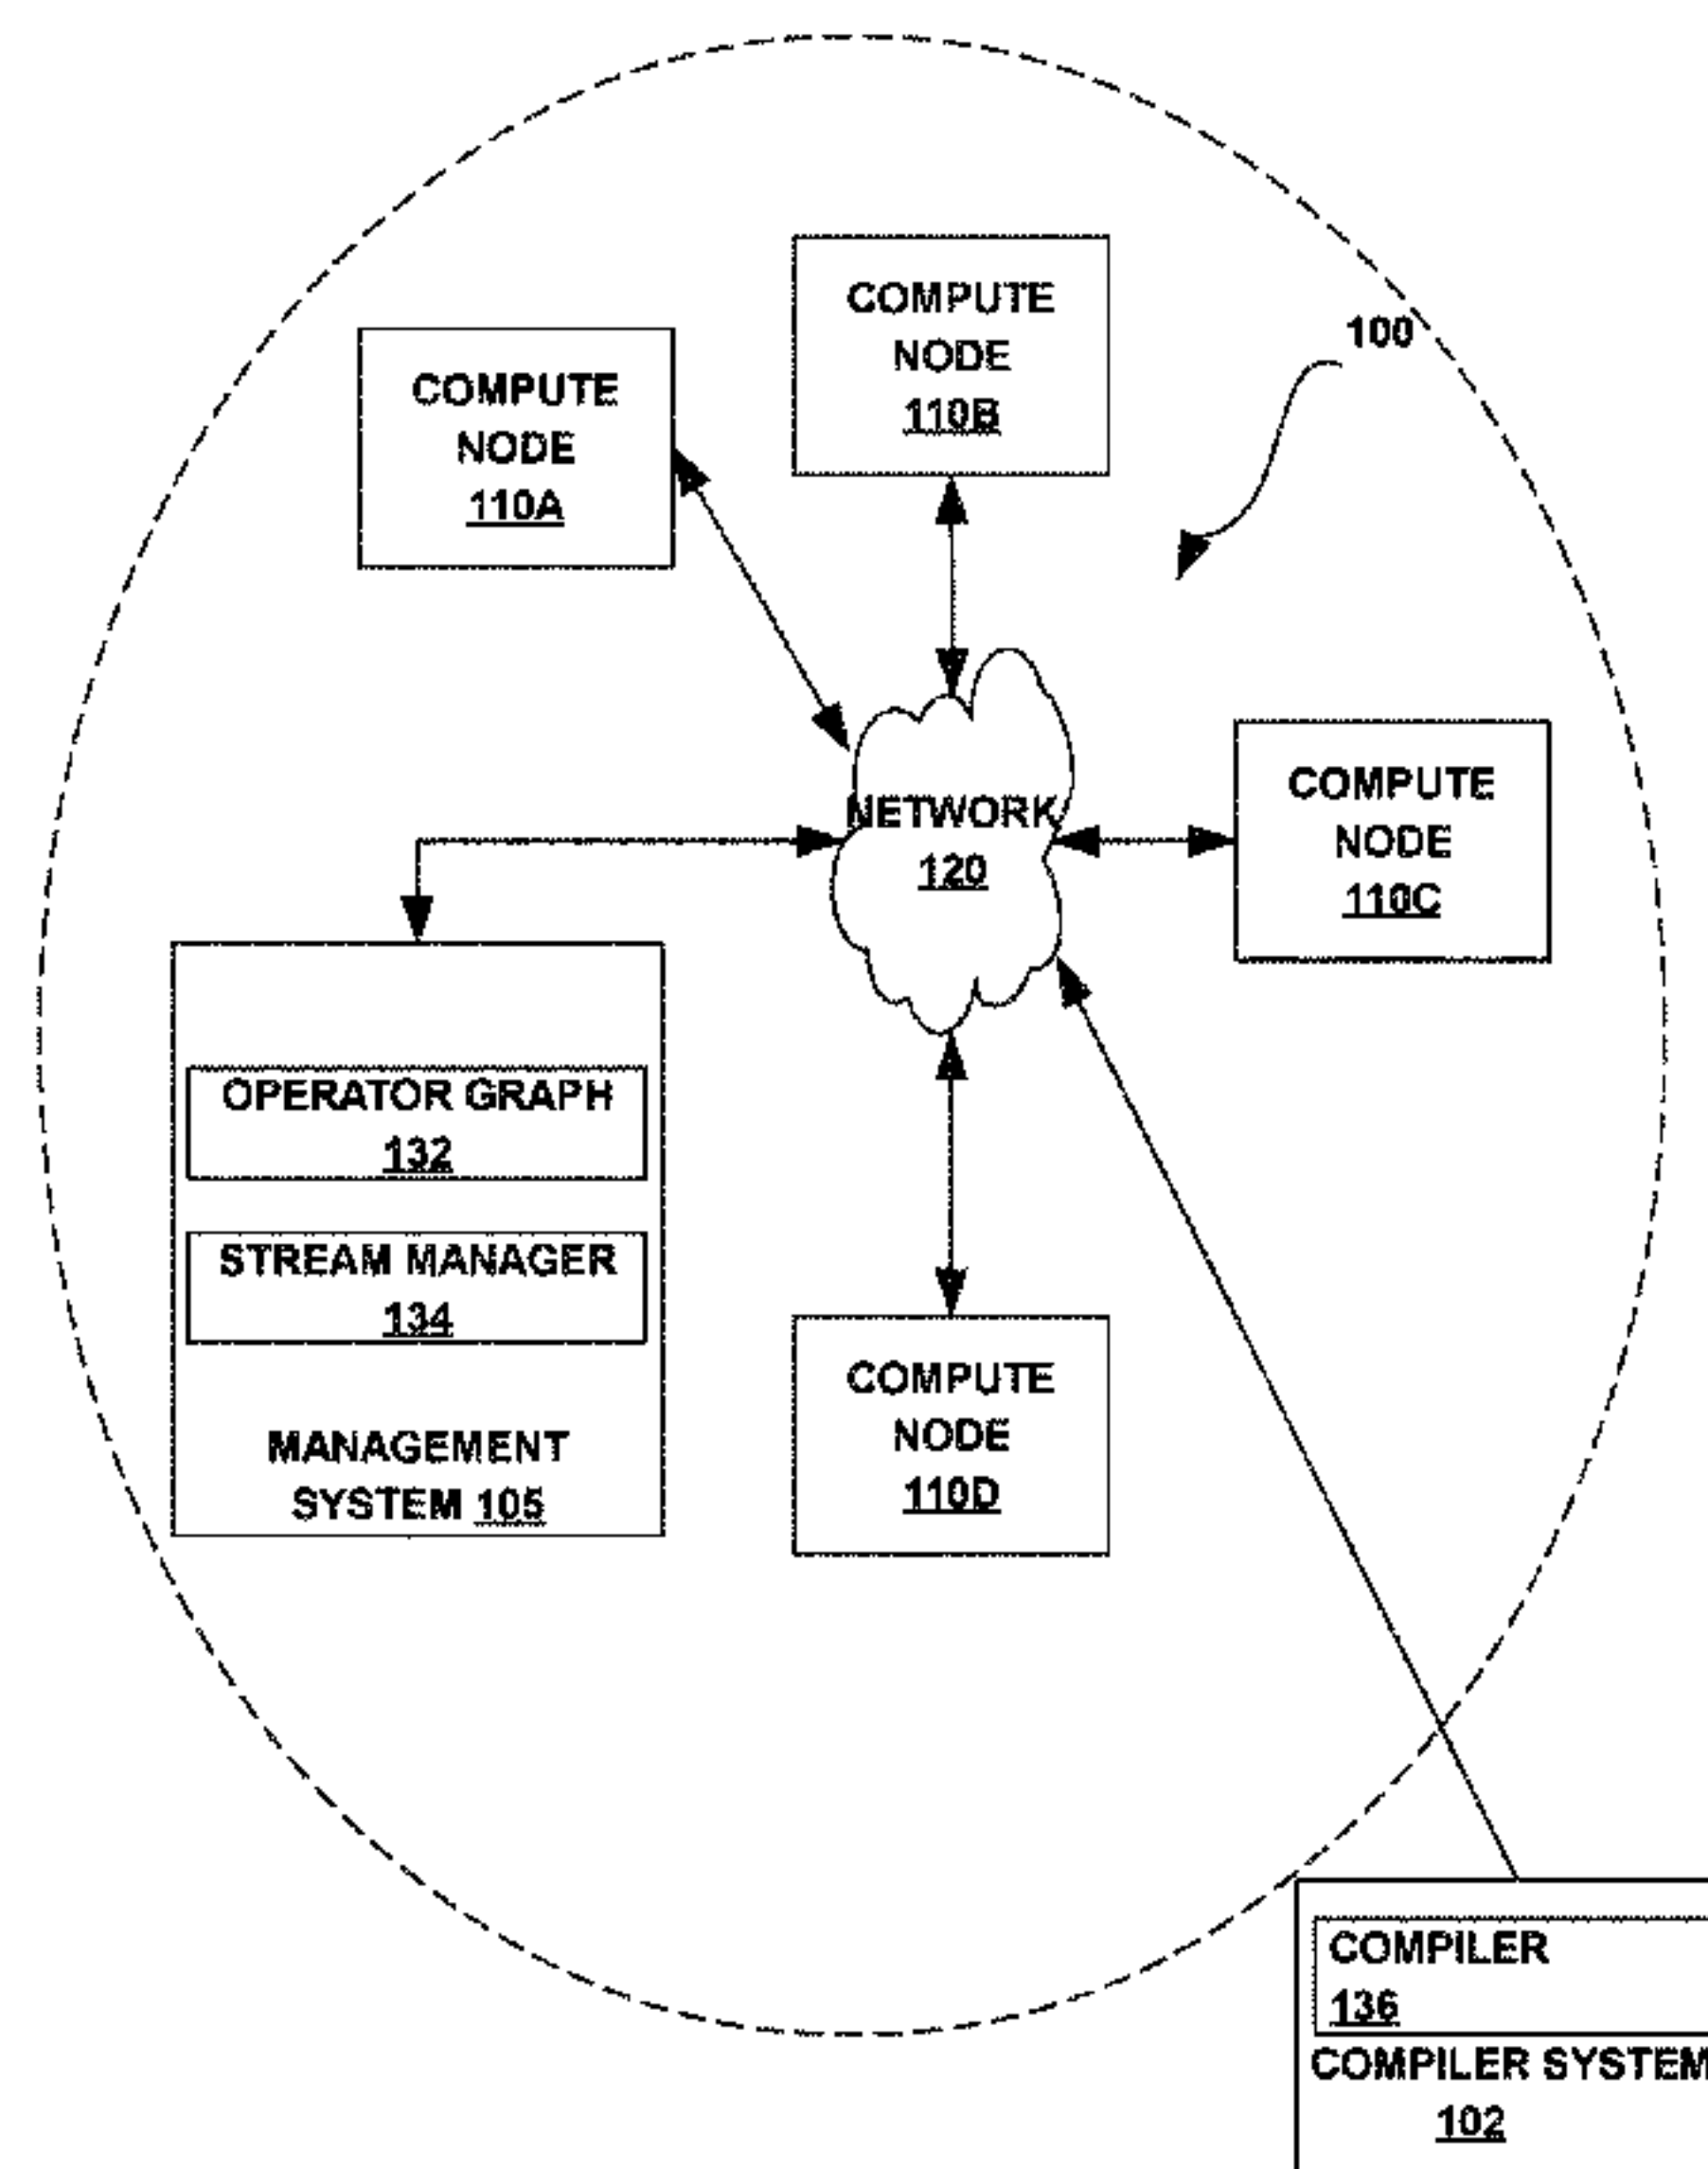 COMPUTE
NODE
110B
100
COMPUTE
NODE
110A
COMPUTE
NODE
110C
NETWORK
120
OPERATOR GRAPH
132
STREAM MANAGER
134
MANAGEMENT
SYSTEM 105
COMPUTE
NODE
110D
COMPILER
136
COMPILER SYSTEM
102